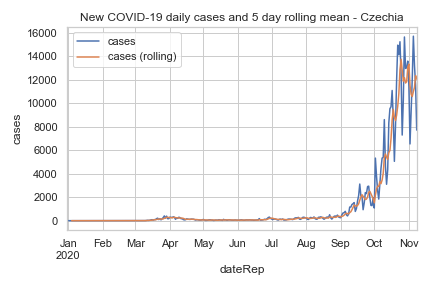 New COVID-19 daily cases and 5 day rolling mean - Czechia
cases
cases (rolling)
16000
14000
12000
10000
8000
6000
4000
2000
0
cases
Jan Feb Mar Apr May Jun Jul Aug Sep Oct Nov
2020
dateRep